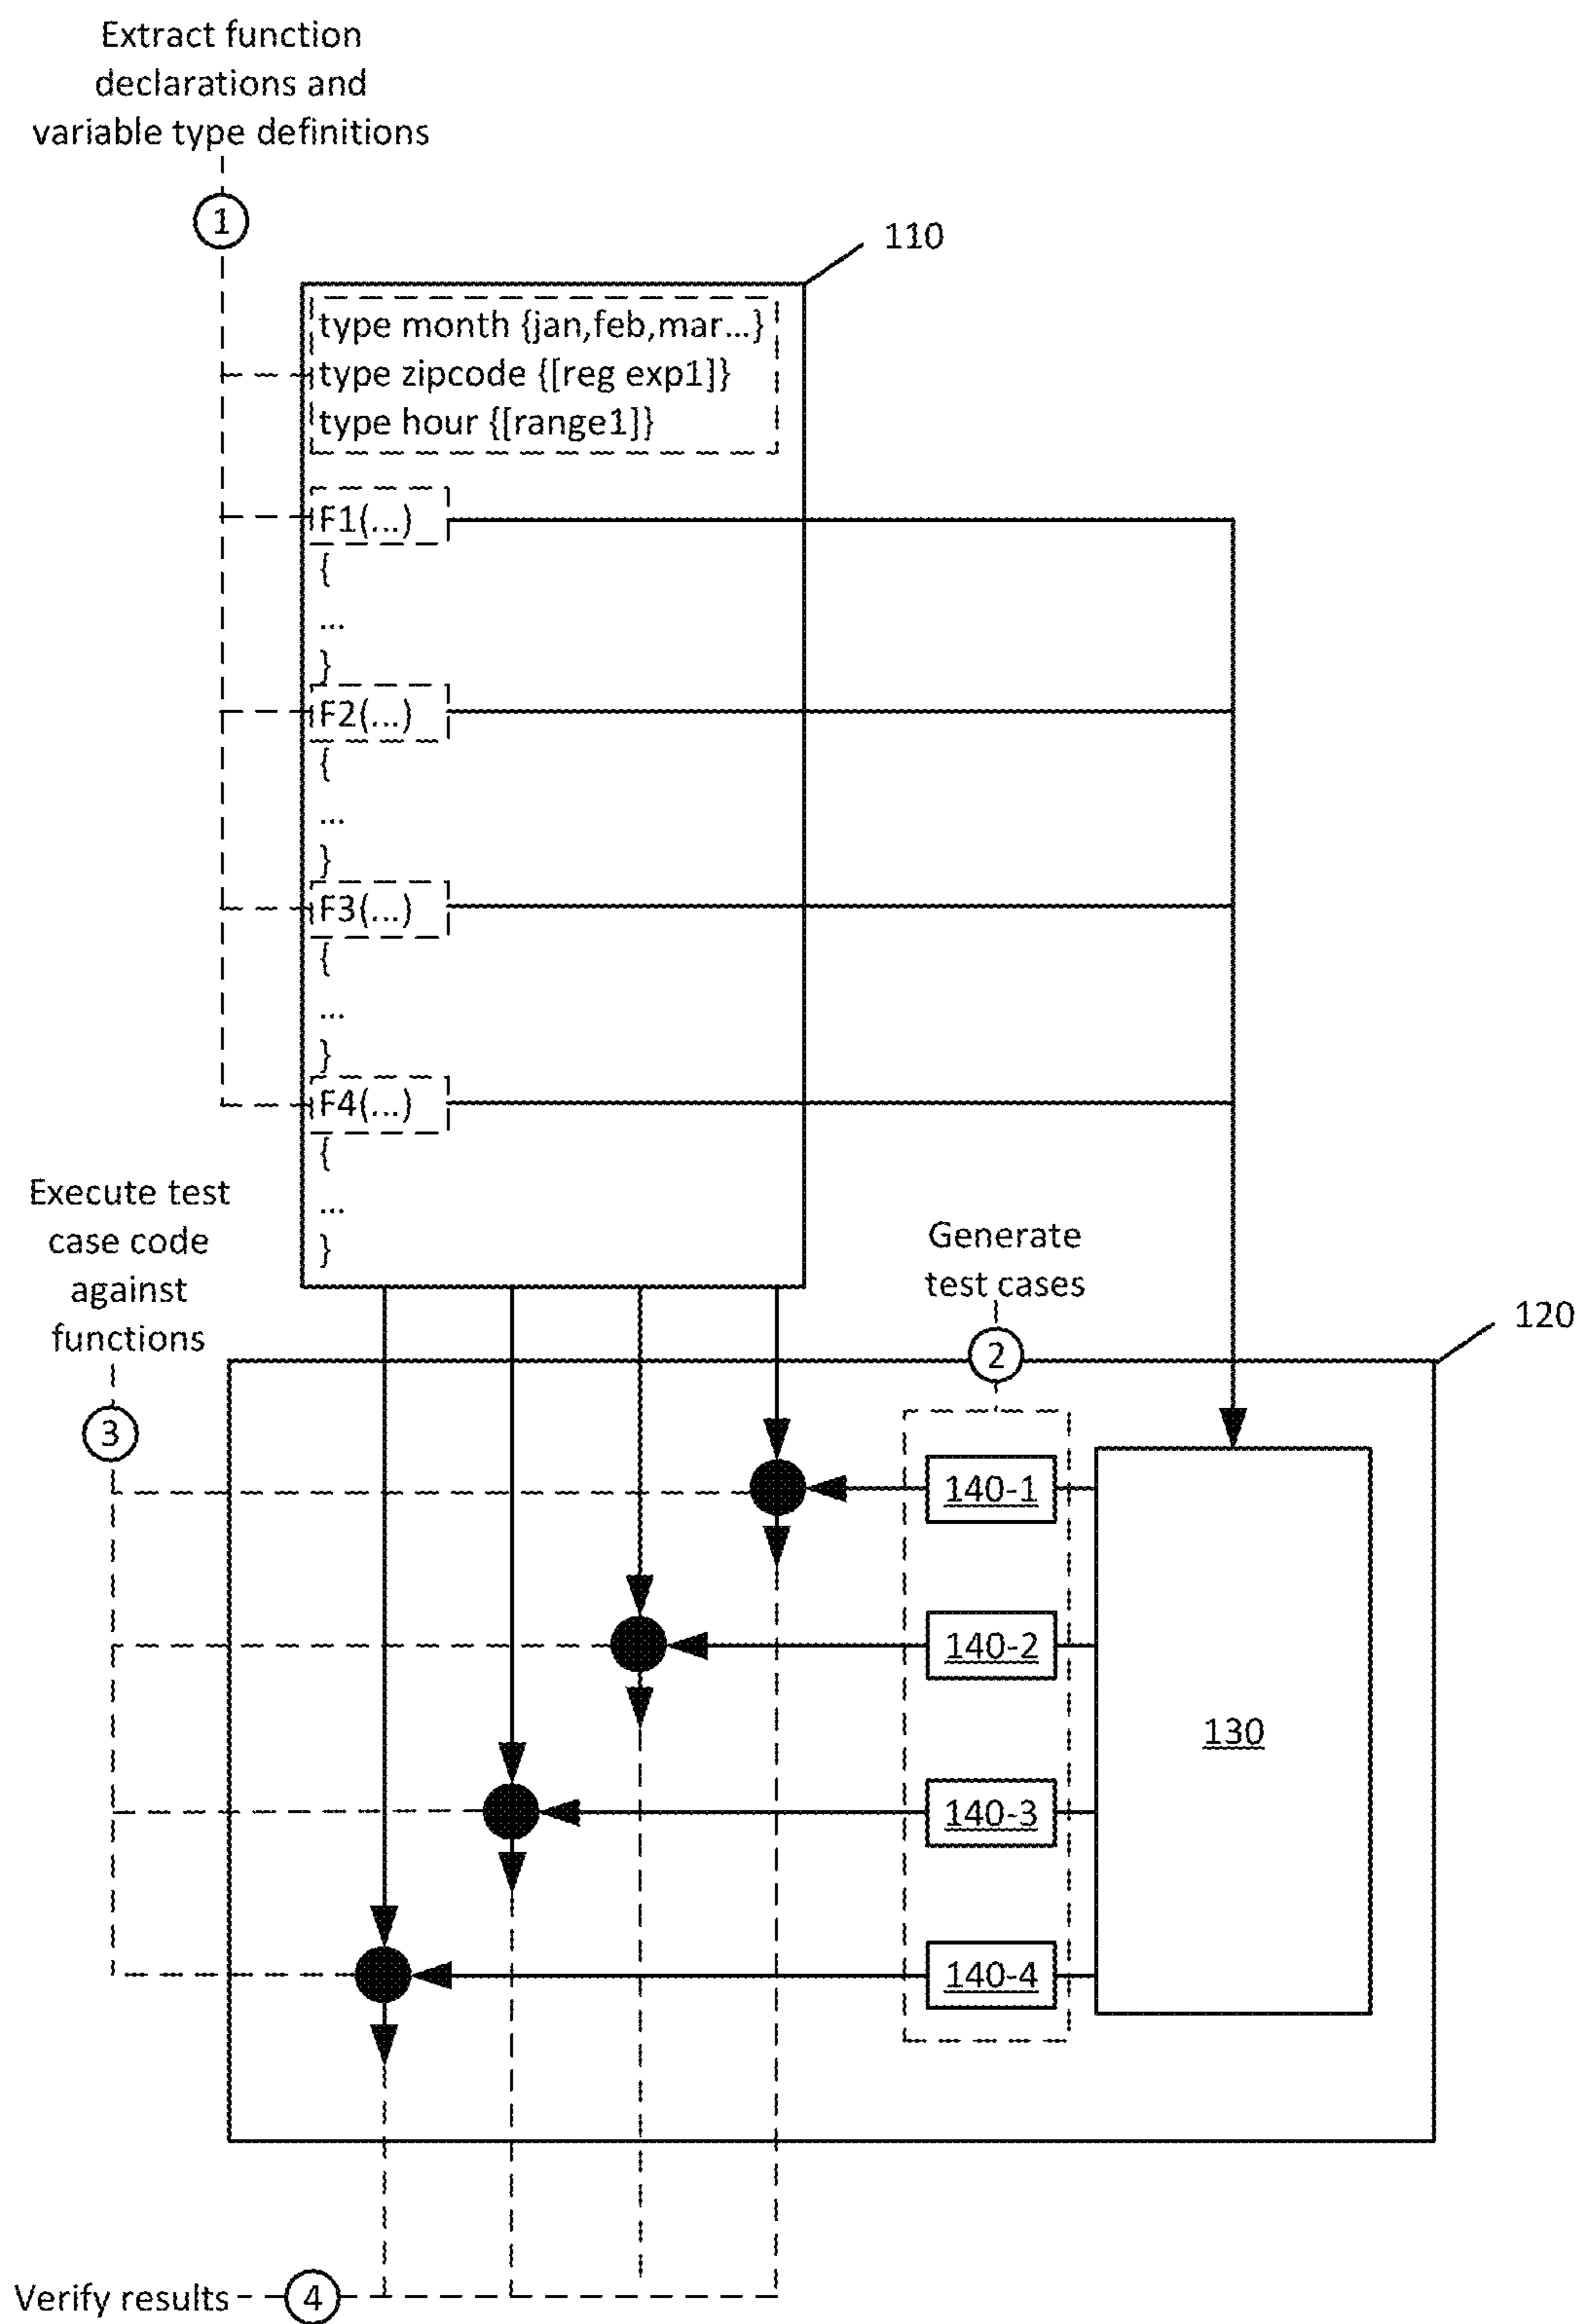 Extract function
declarations and
variable type definitions
1
110
type month {jan,feb,mar...}
type zipcode {[reg exp1]}
type hour {[range1]}
F1(...)
{
...
}
F2(...)
{
...
}
F3(...)
{
...
}
F4(...)
{
...
}
Execute test
case code
against
functions
3
Generate
test cases
2
120
140-1
140-2
130
140-3
140-4
Verify results
4